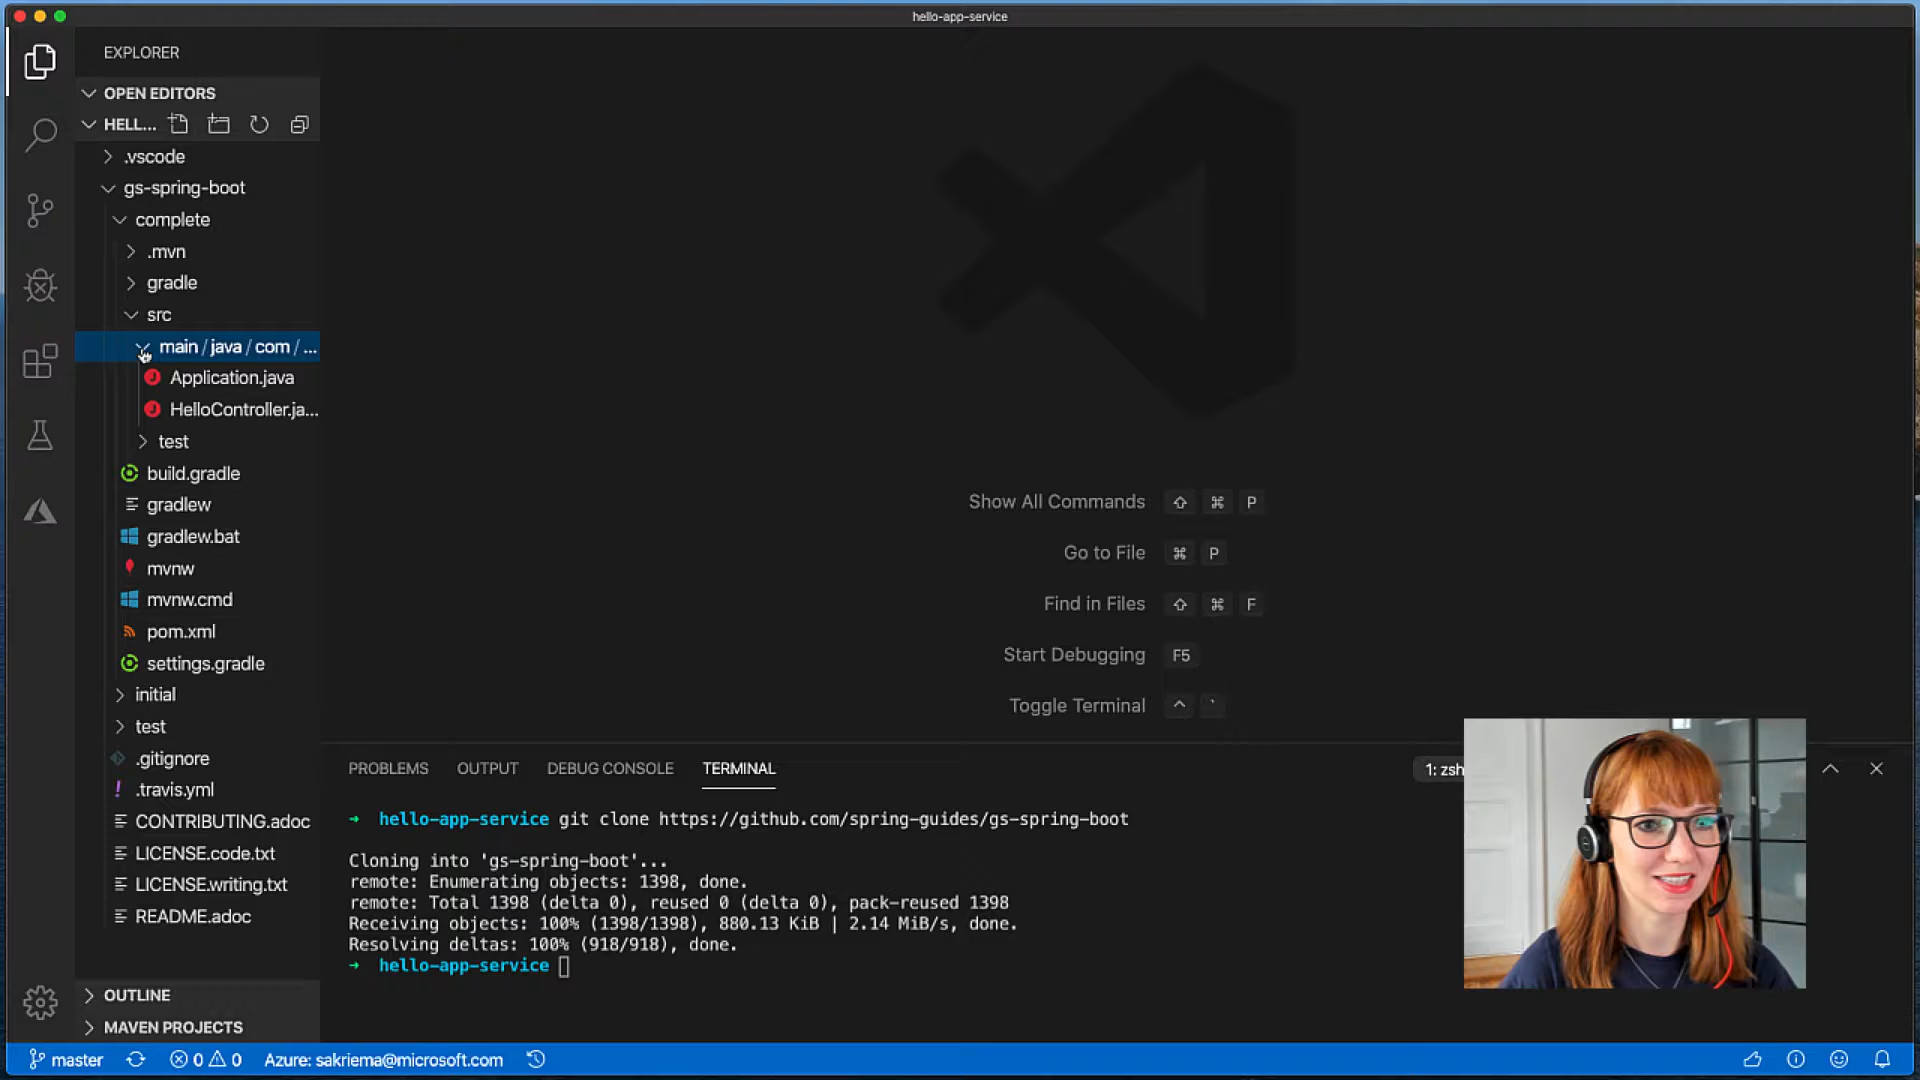 hello-app-service
EXPLORER
OPEN EDITORS
HELL...
.vscode
gs-spring-boot
complete
.mvn
gradle
src
main / java / com / ...
Application.java
HelloController.ja...
test
build.gradle
gradlew
gradlew.bat
mvnw
mvnw.cmd
pom.xml
settings.gradle
initial
test
.gitignore
.travis.yml
CONTRIBUTING.adoc
LICENSE.code.txt
LICENSE.writing.txt
README.adoc
OUTLINE
MAVEN PROJECTS
Show All Commands ⇧ ⌘ P
Go to File ⌘ P
Find in Files ⇧ ⌘ F
Start Debugging F5
Toggle Terminal ^ `
PROBLEMS OUTPUT DEBUG CONSOLE TERMINAL 1: zsh
→ hello-app-service git clone https://github.com/spring-guides/gs-spring-boot
Cloning into 'gs-spring-boot'...
remote: Enumerating objects: 1398, done.
remote: Total 1398 (delta 0), reused 0 (delta 0), pack-reused 1398
Receiving objects: 100% (1398/1398), 880.13 KiB | 2.14 MiB/s, done.
Resolving deltas: 100% (918/918), done.
→ hello-app-service
master 0 0 Azure: sakriema@microsoft.com